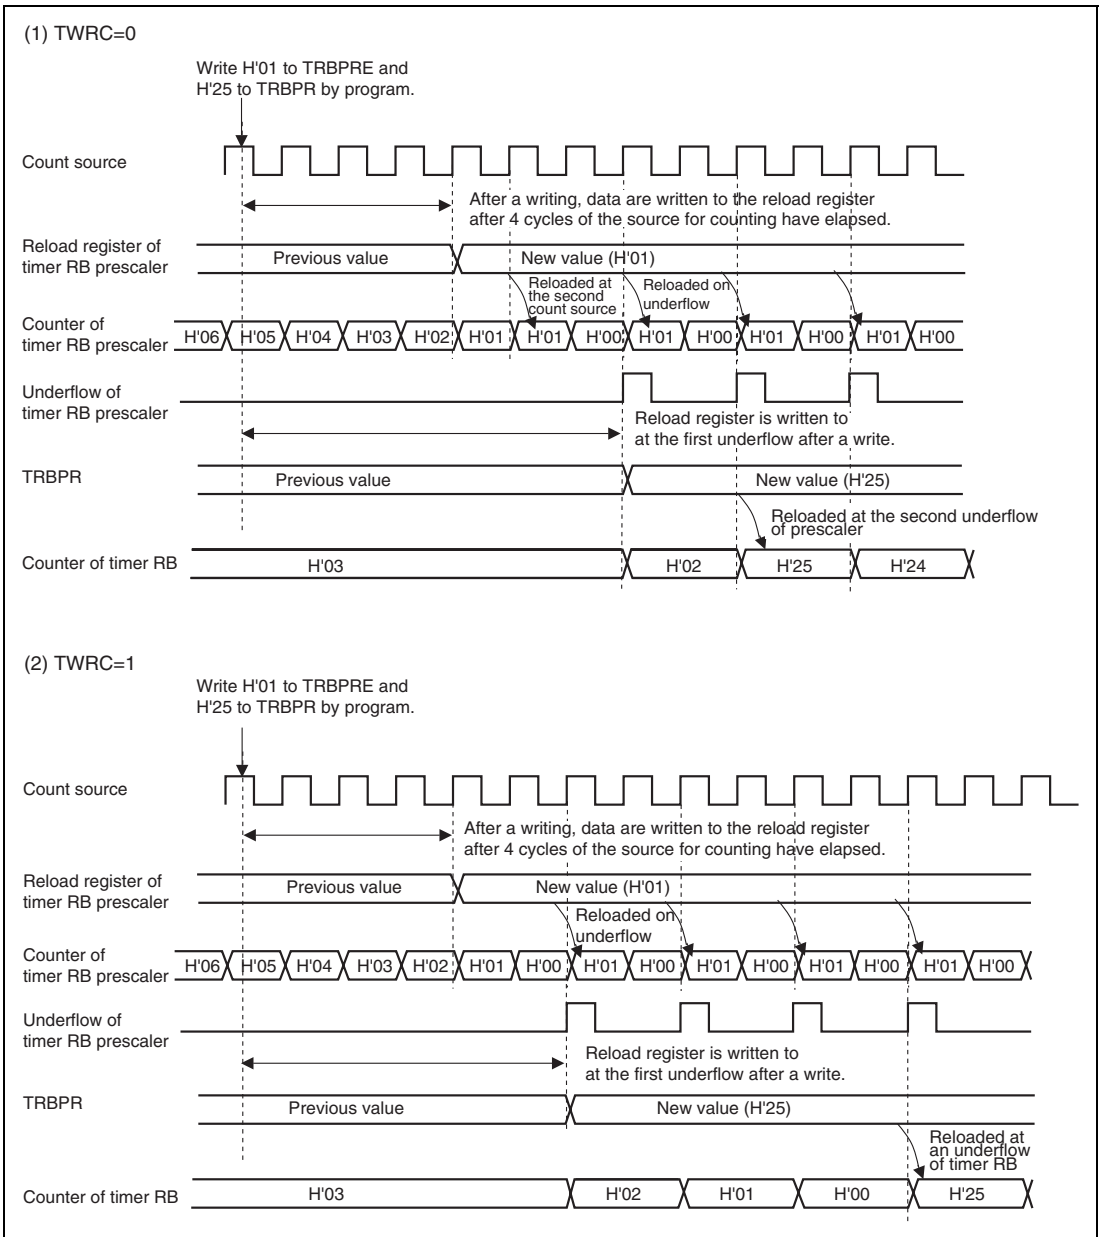 (1) TWRC=0
Write H'01 to TRBPRE and
H'25 to TRBPR by program.
Count source
After a writing, data are written to the reload register
after 4 cycles of the source for counting have elapsed.
Reload register of
timer RB prescaler
Previous value
New value (H'01)
Reloaded at
the second
count source
Reloaded on
underflow
Counter of
timer RB prescaler
H'06 H'05 H'04 H'03 H'02 H'01 H'01 H'00 H'01 H'00 H'01 H'00 H'01 H'00
Underflow of
timer RB prescaler
Reload register is written to
at the first underflow after a write.
TRBPR
Previous value
New value (H'25)
Reloaded at the second underflow
of prescaler
Counter of timer RB
H'03 H'02 H'25 H'24
(2) TWRC=1
Write H'01 to TRBPRE and
H'25 to TRBPR by program.
Count source
After a writing, data are written to the reload register
after 4 cycles of the source for counting have elapsed.
Reload register of
timer RB prescaler
Previous value
New value (H'01)
Reloaded on
underflow
Counter of
timer RB prescaler
H'06 H'05 H'04 H'03 H'02 H'01 H'00 H'01 H'00 H'01 H'00 H'01 H'00 H'01 H'00
Underflow of
timer RB prescaler
Reload register is written to
at the first underflow after a write.
TRBPR
Previous value
New value (H'25)
Reloaded at
an underflow
of timer RB
Counter of timer RB
H'03 H'02 H'01 H'00 H'25